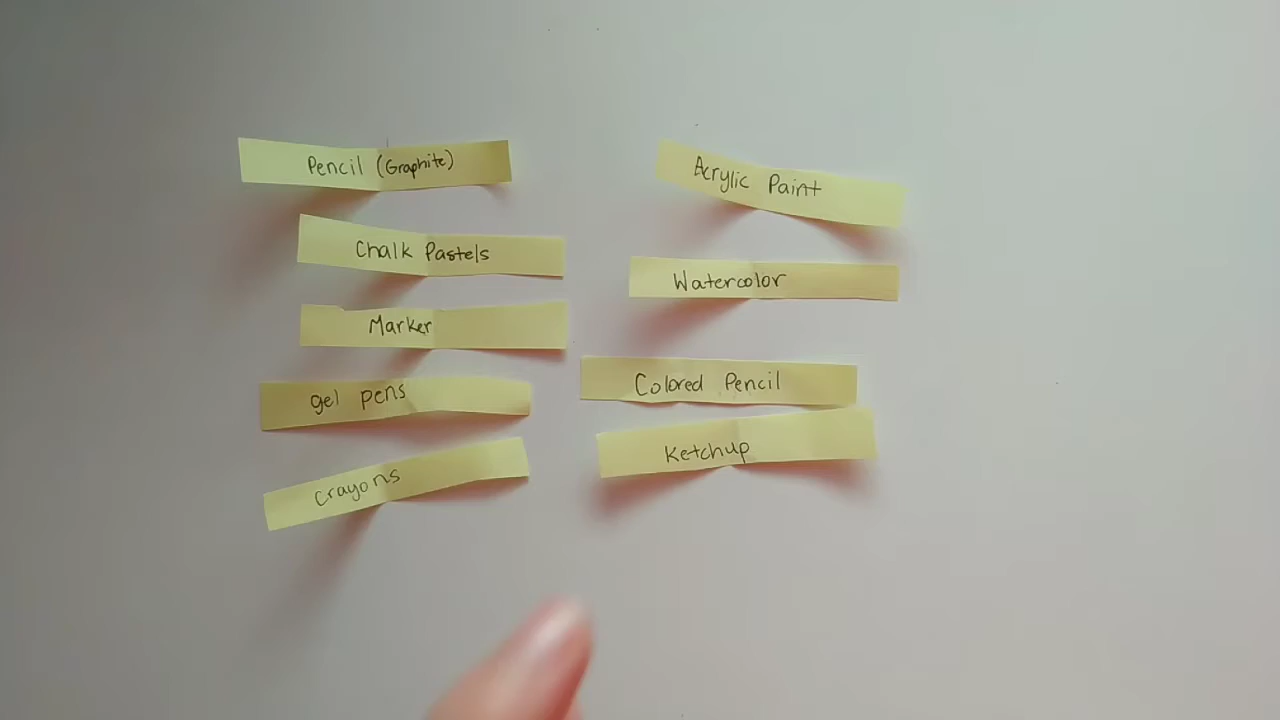 Pencil (Graphite)
Chalk Pastels
Marker
gel pens
Crayons
Acrylic Paint
Watercolor
Colored Pencil
Ketchup